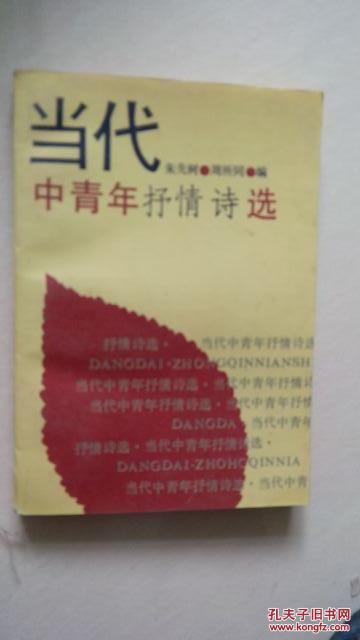 当代
朱先树●周所同●编
中青年抒情诗选
抒情诗选·当代中青年抒情诗选
DANGDAI·ZHONGQINNIANSH
当代中青年抒情诗选·当代中青年抒情诗
当代中青年抒情诗选·当代中青年抒情
DANGDA·当代中青年
抒情诗选·当代中青年抒情诗选·
DANGDAI-ZHOHGQINNIA
当代中青年抒情诗选·当代中青
孔夫子旧书网
www.kongfz.com